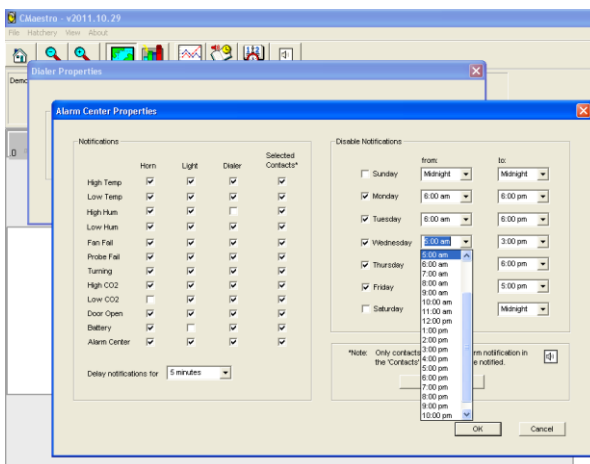 CMaestro - v2011.10.29
File Hatchery View About
Demo
Dialer Properties
Alarm Center Properties
Notifications
Horn Light Dialer Selected Contacts*
High Temp
Low Temp
High Hum
Low Hum
Fan Fail
Probe Fail
Turning
High CO2
Low CO2
Door Open
Battery
Alarm Center
Delay notifications for 5 minutes
Disable Notifications
from: to:
Sunday Midnight Midnight
Monday 6:00 am 6:00 pm
Tuesday 6:00 am 6:00 pm
Wednesday 5:00 am 3:00 pm
Thursday 6:00 pm
Friday 5:00 pm
Saturday Midnight
5:00 am
6:00 am
7:00 am
8:00 am
9:00 am
10:00 am
11:00 am
12:00 pm
1:00 pm
2:00 pm
3:00 pm
4:00 pm
5:00 pm
6:00 pm
7:00 pm
8:00 pm
9:00 pm
10:00 pm
*Note: Only contacts rm notification in
the 'Contacts' e notified.
OK Cancel